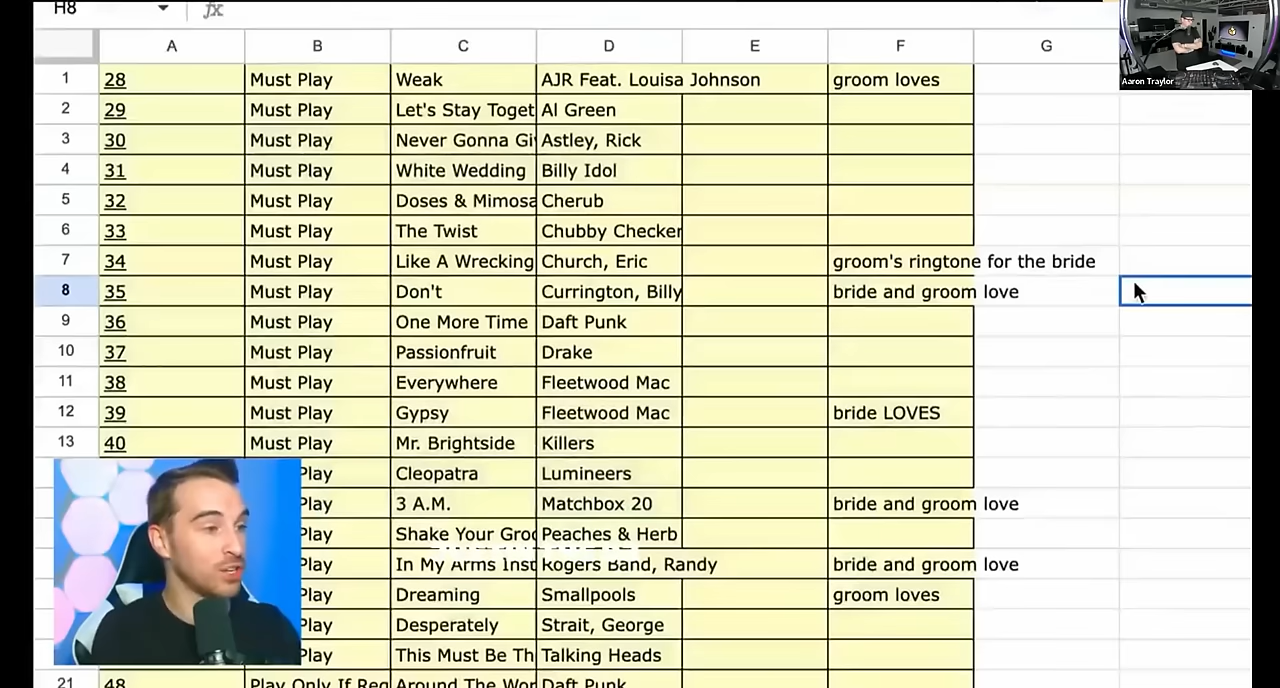 H8 fx
A B C D E F G
Aaron Traylor
1 28 Must Play Weak AJR Feat. Louisa Johnson groom loves
2 29 Must Play Let's Stay Toget Al Green
3 30 Must Play Never Gonna Gi Astley, Rick
4 31 Must Play White Wedding Billy Idol
5 32 Must Play Doses & Mimosa Cherub
6 33 Must Play The Twist Chubby Checker
7 34 Must Play Like A Wrecking Church, Eric groom's ringtone for the bride
8 35 Must Play Don't Currington, Billy bride and groom love
9 36 Must Play One More Time Daft Punk
10 37 Must Play Passionfruit Drake
11 38 Must Play Everywhere Fleetwood Mac
12 39 Must Play Gypsy Fleetwood Mac bride LOVES
13 40 Must Play Mr. Brightside Killers
Play Cleopatra Lumineers
Play 3 A.M. Matchbox 20 bride and groom love
Play Shake Your Groo Peaches & Herb
Play In My Arms Inst Rogers Band, Randy bride and groom love
Play Dreaming Smallpools groom loves
Play Desperately Strait, George
Play This Must Be Th Talking Heads
21 48 Play Only If Req Around The Wor Daft Punk